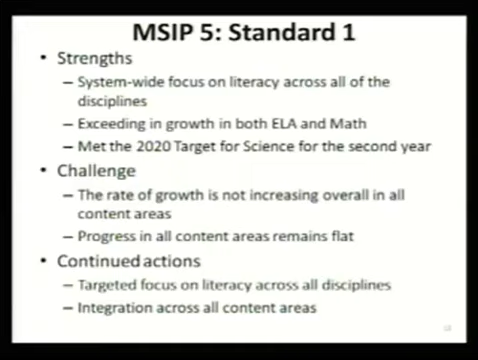 MSIP 5: Standard 1
• Strengths
– System-wide focus on literacy across all of the
disciplines
– Exceeding in growth in both ELA and Math
– Met the 2020 Target for Science for the second year
• Challenge
– The rate of growth is not increasing overall in all
content areas
– Progress in all content areas remains flat
• Continued actions
– Targeted focus on literacy across all disciplines
– Integration across all content areas